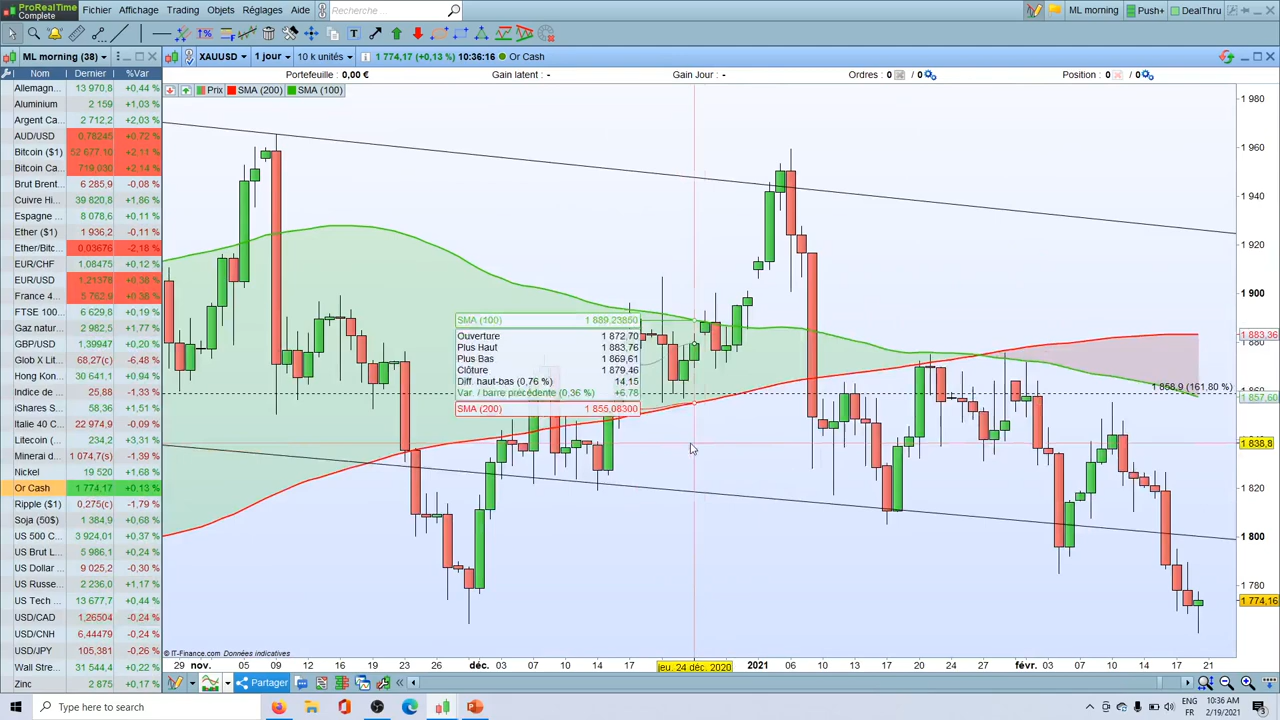 ProRealTime Complete
Fichier Affichage Trading Objets Réglages Aide
Recherche ...
ML morning Push+ DealThru
ML morning (38)
XAUUSD 1 jour 10 k unités 1 774,17 (+0,13 %) 10:36:16 Or Cash
Nom Dernier %Var
Portefeuille : 0,00 € Gain latent : - Gain Jour : - Ordres : 0 / 0 Position : 0 / 0
Prix SMA (200) SMA (100)
Allemagn... 13 970,8 +0,44 %
Aluminium 2 159 +1,03 %
Argent Ca... 2 712,2 +2,03 %
AUD/USD 0,78245 +0,72 %
Bitcoin ($1) 52 677,10 +2,11 %
Bitcoin Ca... 719,030 +2,14 %
Brut Brent... 6 285,9 -0,08 %
Cuivre Hi... 39 820,8 +1,86 %
Espagne ... 8 078,6 +0,11 %
Ether ($1) 1 936,2 -0,11 %
Ether/Bitc... 0,03676 -2,18 %
EUR/CHF 1,08475 +0,12 %
EUR/USD 1,21378 +0,38 %
France 4... 5 762,9 +0,38 %
FTSE 100... 6 629,8 +0,19 %
Gaz natur... 2 982,5 +1,77 %
GBP/USD 1,39947 +0,20 %
Glob X Lit... 68,27(c) -6,48 %
Hong Kon... 30 641,1 +0,94 %
Indice de ... 25,88 -1,33 %
iShares S... 58,36 +1,51 %
Italie 40 C... 22 974,9 -0,09 %
Litecoin (... 234,2 +3,31 %
Minerai d... 1 074,7(s) -1,39 %
Nickel 19 520 +1,68 %
Or Cash 1 774,17 +0,13 %
Ripple ($1) 0,275(c) -1,79 %
Soja (50$) 1 384,9 +0,68 %
US 500 C... 3 924,01 +0,37 %
US Brut L... 5 986,1 +0,24 %
US Dollar ... 9 025,2 -0,30 %
US Russe... 2 236,0 +1,17 %
US Tech ... 13 677,7 +0,44 %
USD/CAD 1,26504 -0,24 %
USD/CNH 6,44479 -0,24 %
USD/JPY 105,381 -0,26 %
Wall Stre... 31 544,4 +0,22 %
Zinc 2 875 +0,17 %
SMA (100) 1 889,23850
Ouverture 1 872,70
Plus Haut 1 883,76
Plus Bas 1 869,61
Clôture 1 879,46
Diff. haut-bas (0,76 %) 14.15
Var. / barre précédente (0,36 %) +6,78
SMA (200) 1 855,08300
1 980
1 960
1 940
1 920
1 900
1 883,36
1 880
1 858,9 (161,80 %)
1 857,60
1 838,8
1 820
1 800
1 780
1 774,16
© IT-Finance.com Données indicatives
29 nov. 05 09 12 16 19 23 26 déc. 07 10 14 17 jeu. 24 déc. 2020 2021 06 10 13 17 20 24 27 févr. 03 07 10 14 17 21
Partager
Type here to search
FR
ENG
FR
10:36 AM
2/19/2021
3